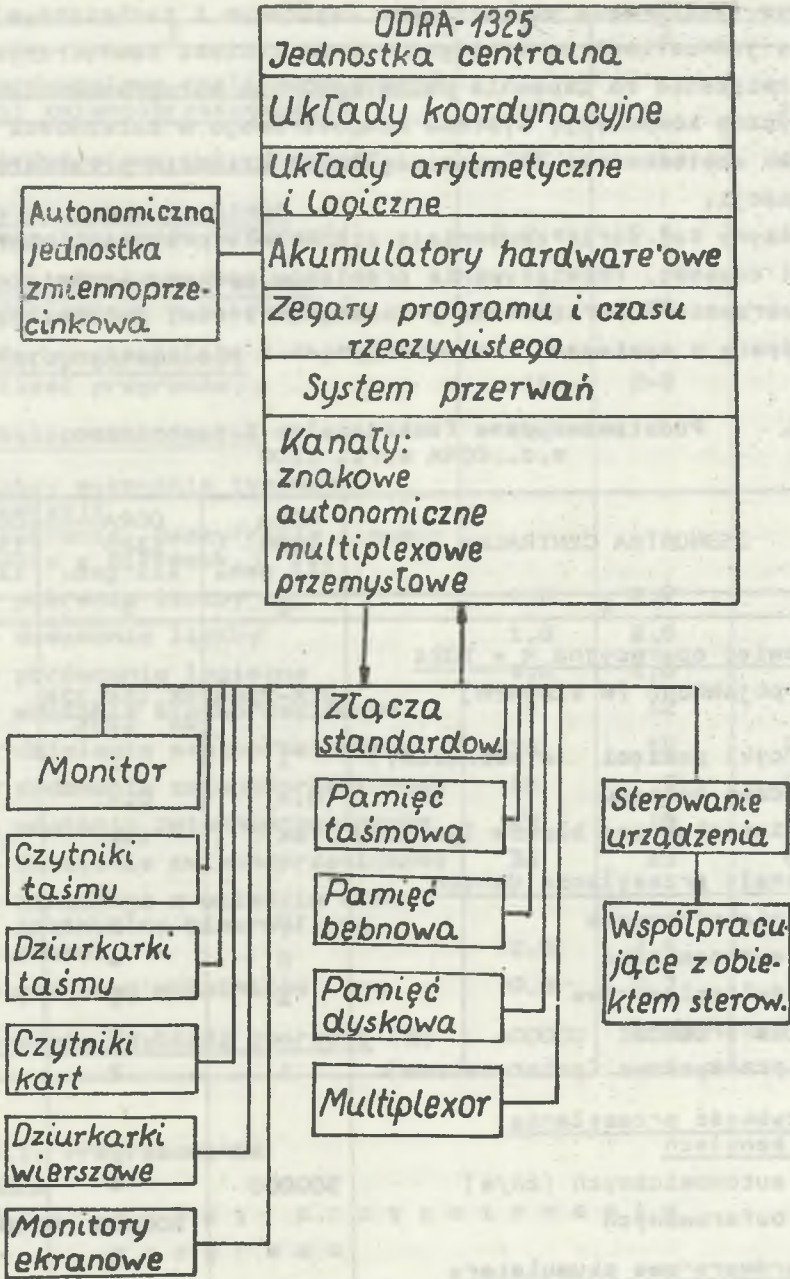 ODRA-1325
Jednostka centralna
Układy koordynacyjne
Układy arytmetyczne
i logiczne
Autonomiczna
jednostka
zmiennoprze-
cinkowa
Akumulatory hardware'owe
Zegary programu i czasu
rzeczywistego
System przerwań
Kanały:
znakowe
autonomiczne
multiplexowe
przemysłowe
Złącza
standardow.
Monitor
Czytniki
taśmu
Dziurkarki
taśmu
Czytniki
kart
Dziurkarki
wierszowe
Monitory
ekranowe
Pamięć
taśmowa
Pamięć
bębnowa
Pamięć
dyskowa
Multiplexor
Sterowanie
urządzenia
Współpracu-
jące z obie-
ktem sterow.